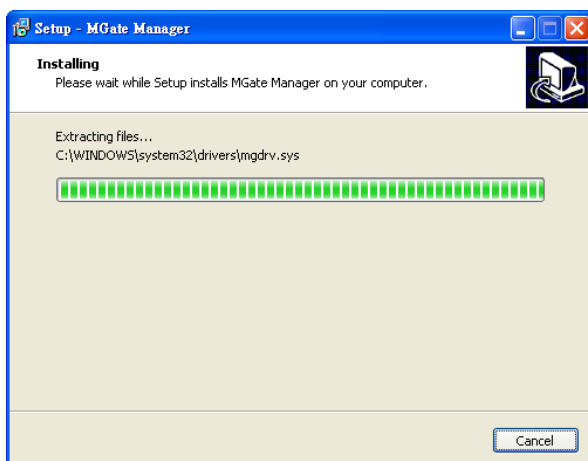 Setup - MGate Manager
Installing
Please wait while Setup installs MGate Manager on your computer.
Extracting files...
C:\WINDOWS\system32\drivers\mgdrv.sys
Cancel